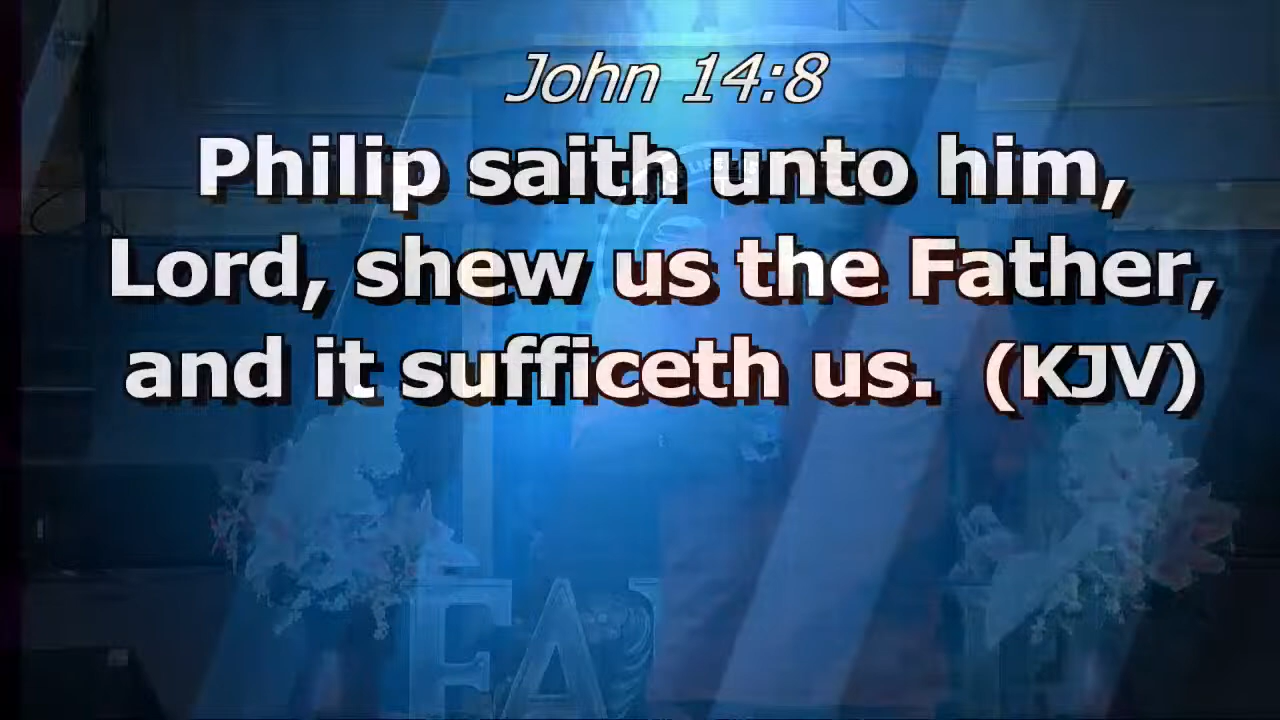 John 14:8
Philip saith unto him,
Lord, shew us the Father,
and it sufficeth us.  (KJV)